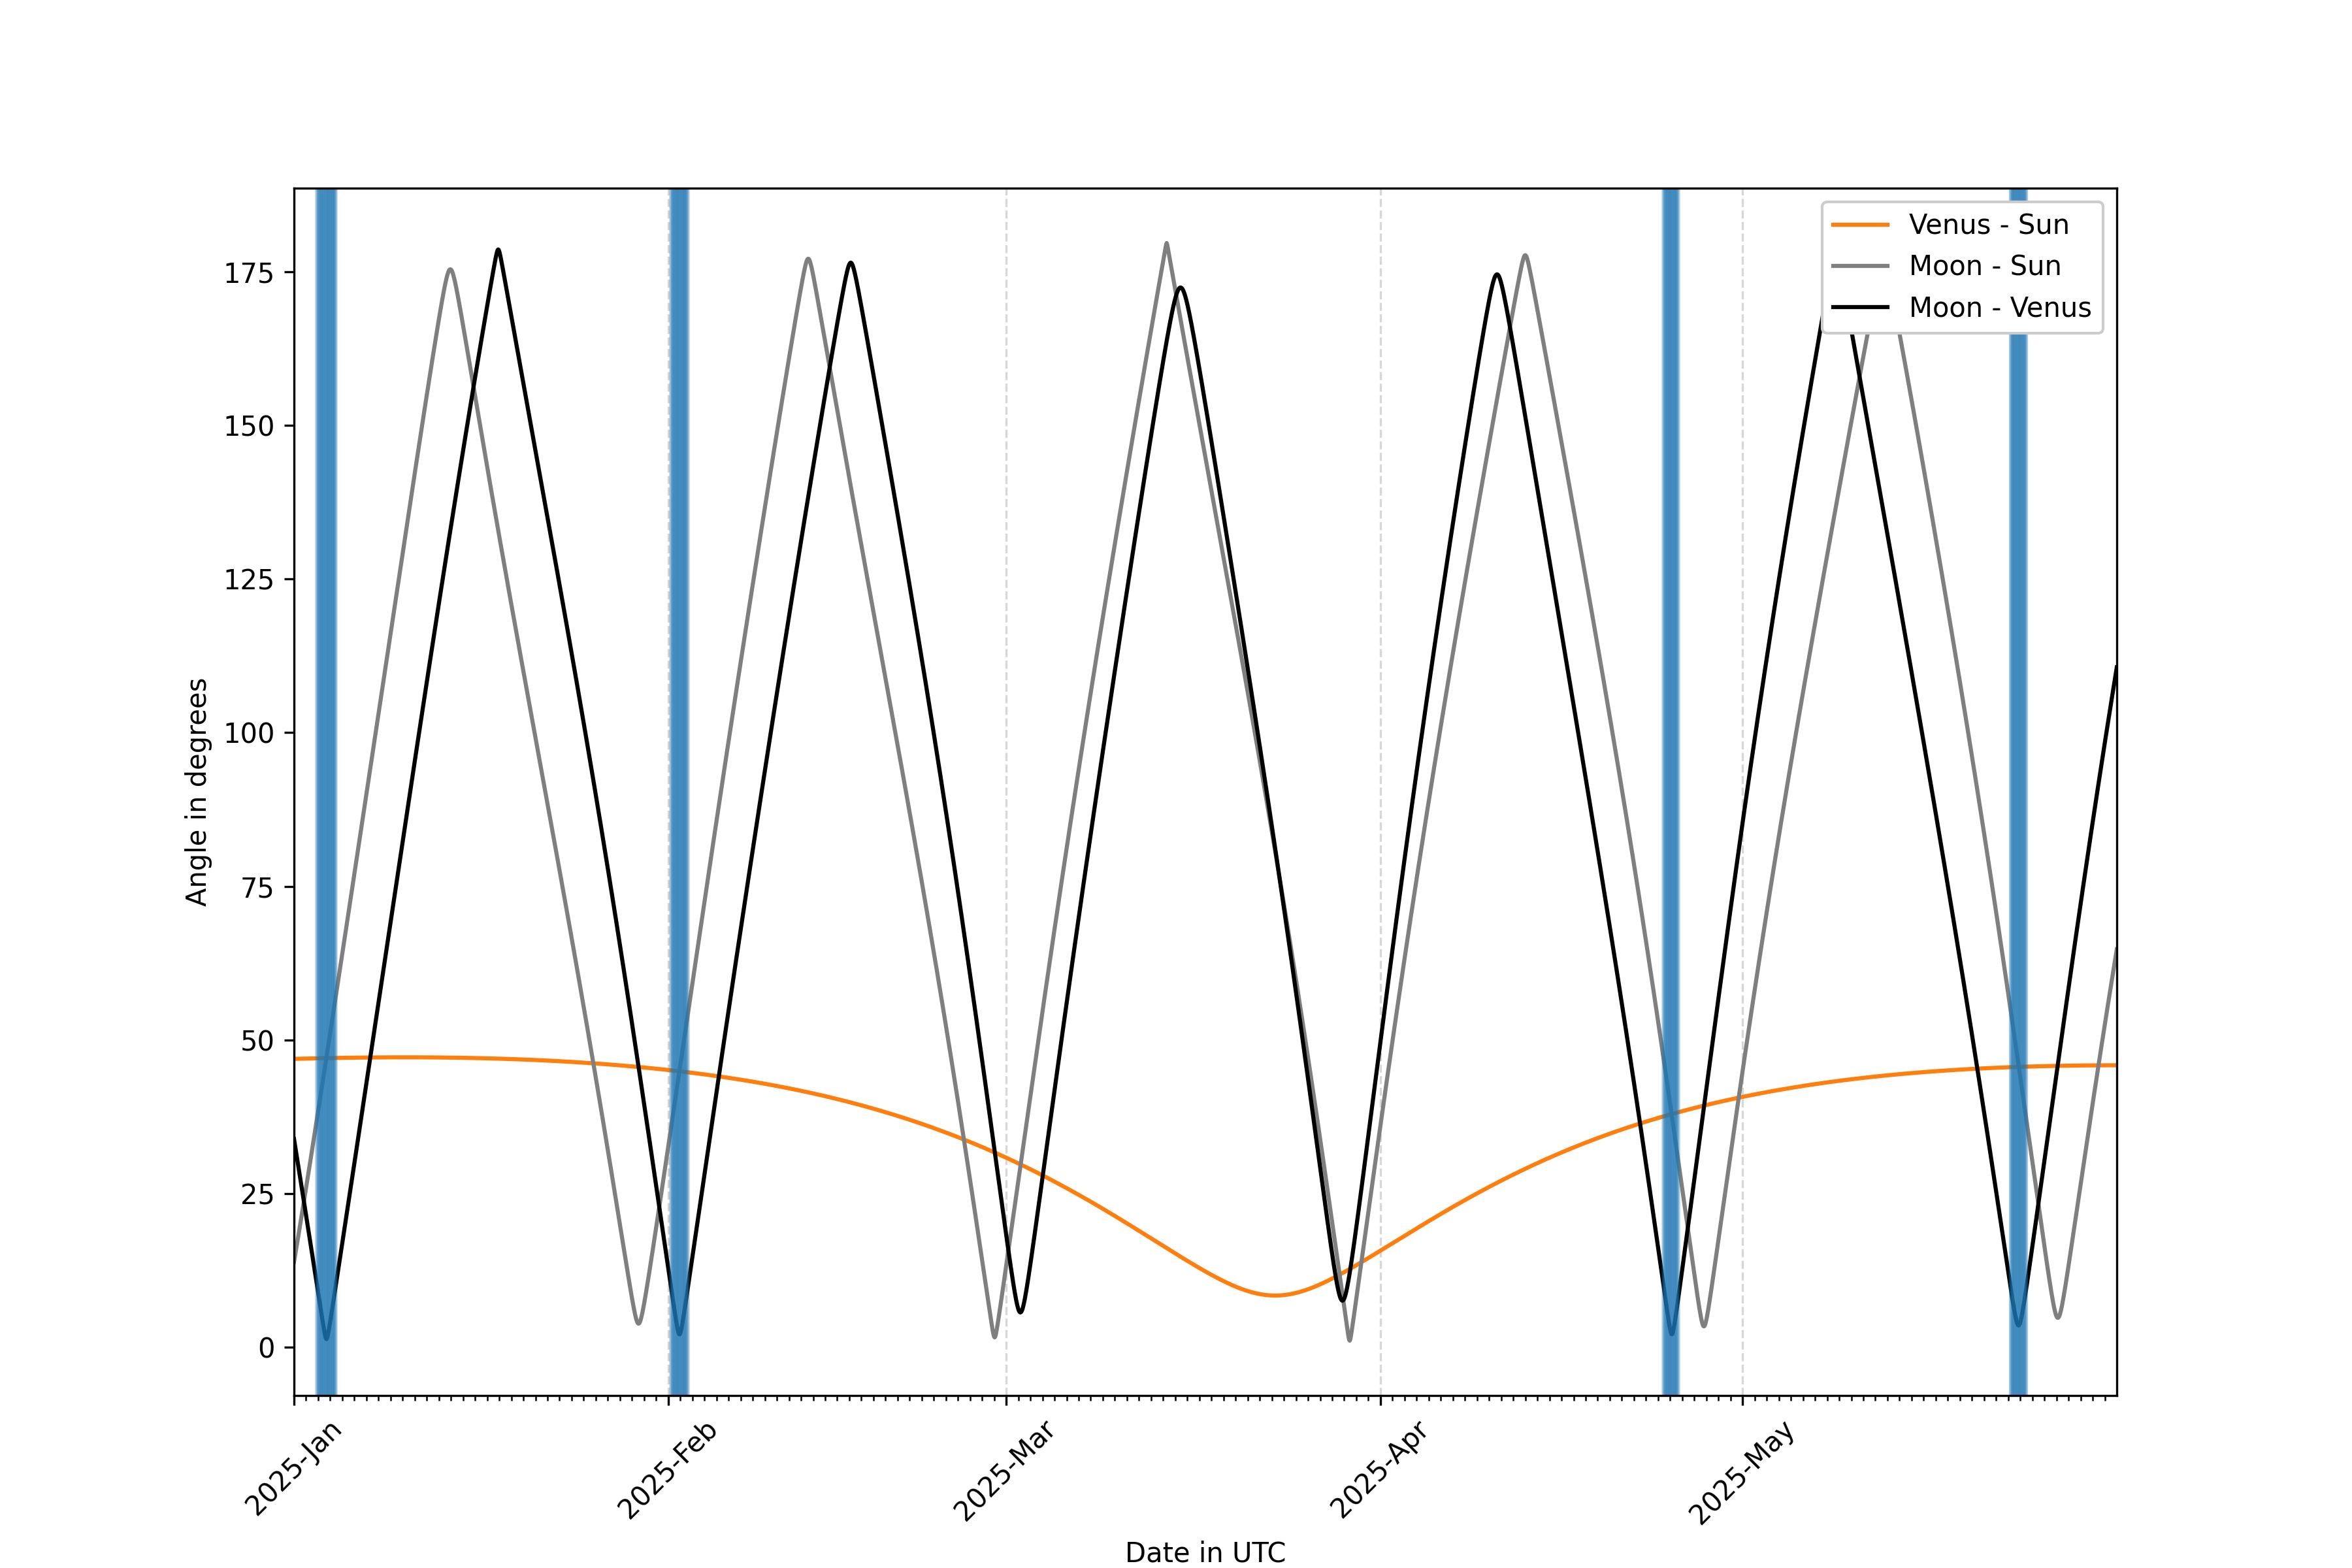 Venus - Sun
Moon - Sun
Moon - Venus
175
150
125
100
75
50
25
0
Angle in degrees
2025-Jan
2025-Feb
2025-Mar
2025-Apr
2025-May
Date in UTC